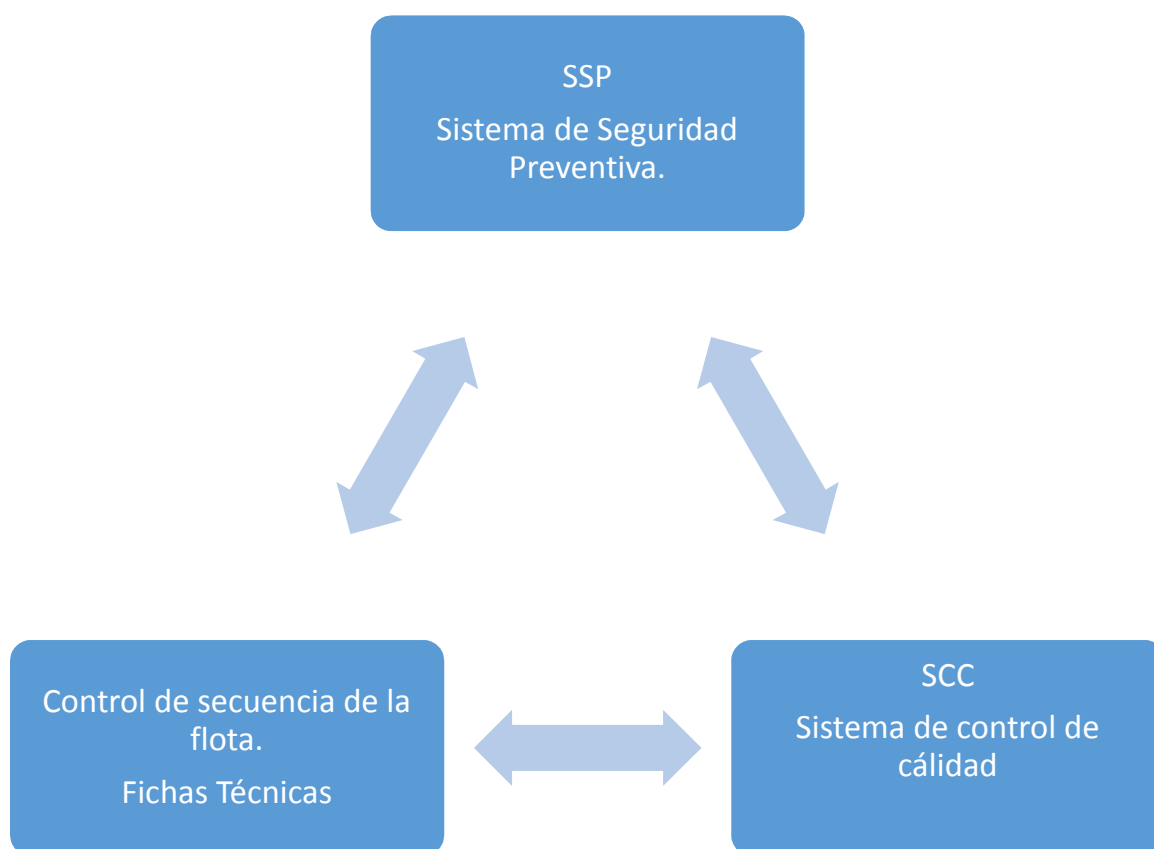 SSP
Sistema de Seguridad
Preventiva.
Control de secuencia de la
flota.
Fichas Técnicas
SCC
Sistema de control de
cálidad